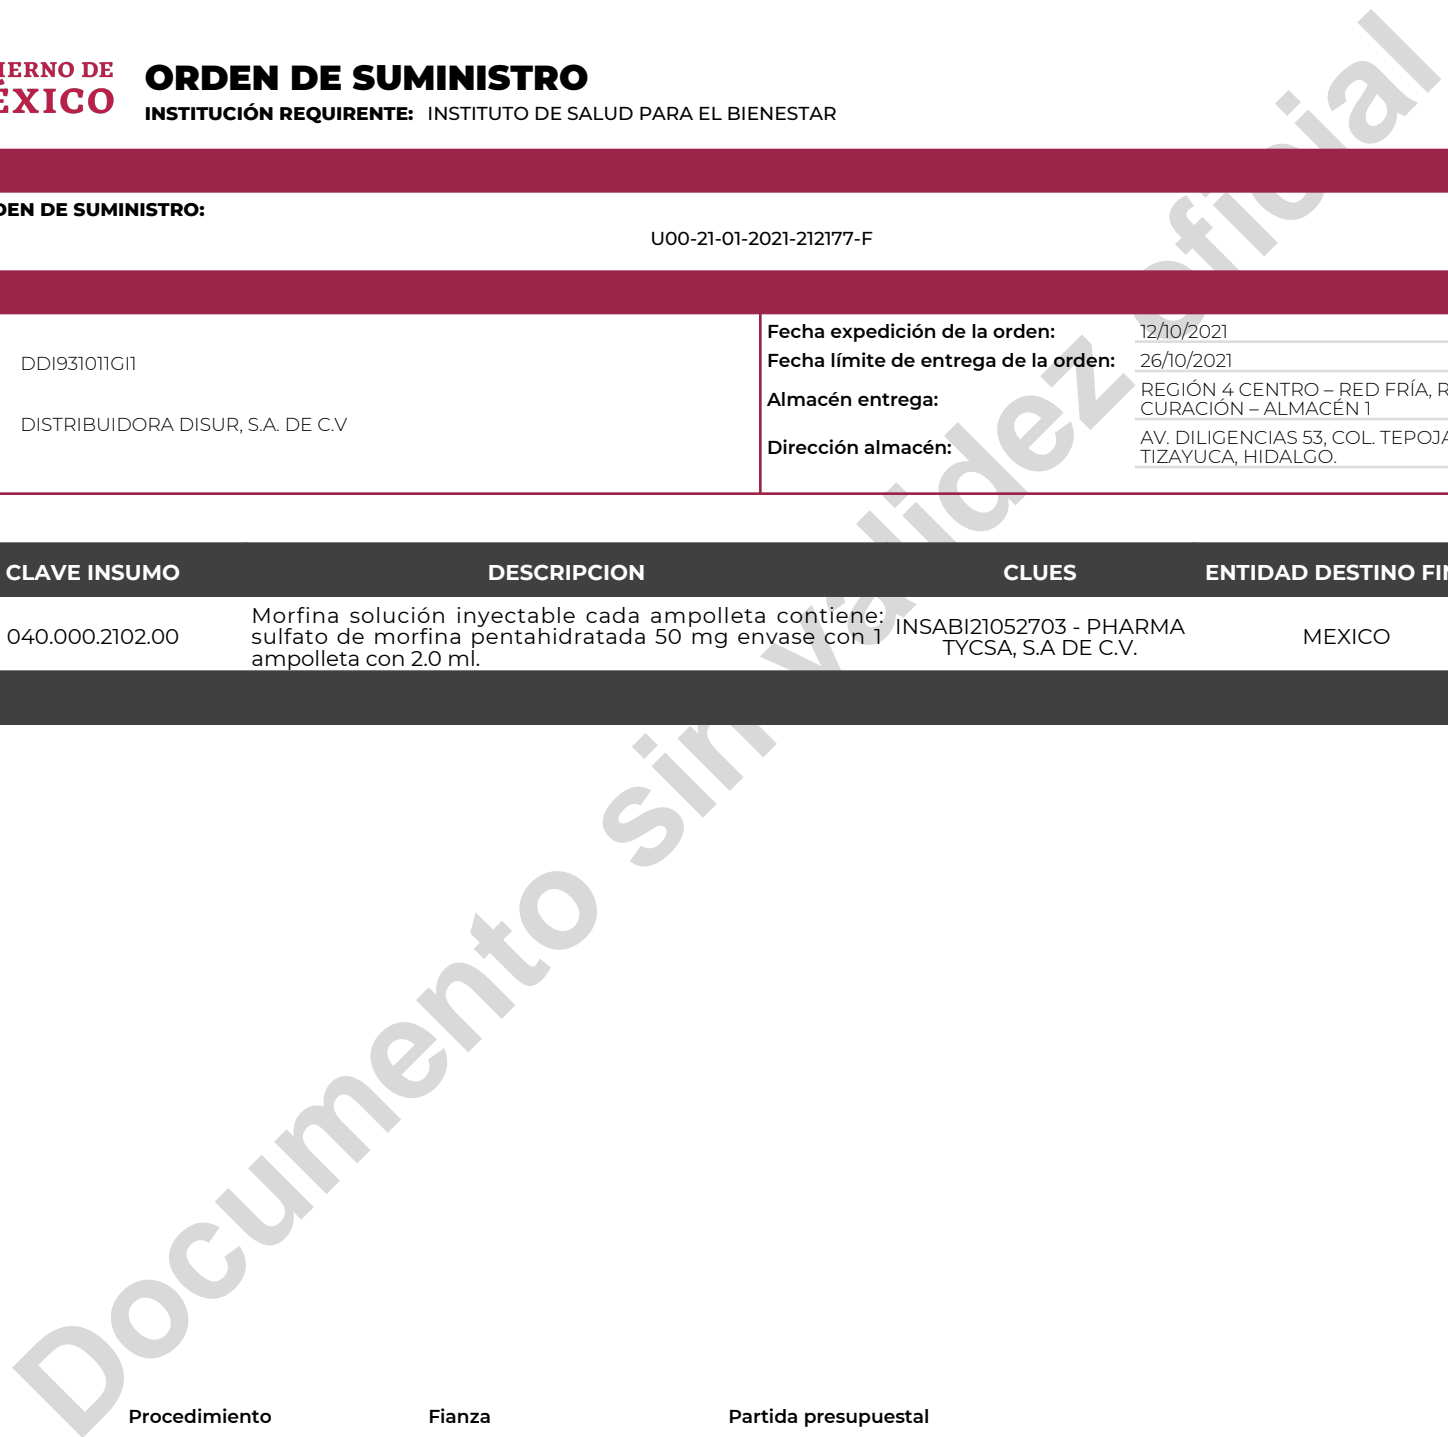 IERNO DE
ÉXICO
ORDEN DE SUMINISTRO
INSTITUCIÓN REQUIRENTE: INSTITUTO DE SALUD PARA EL BIENESTAR
DEN DE SUMINISTRO:
U00-21-01-2021-212177-F
DDI931011GI1
DISTRIBUIDORA DISUR, S.A. DE C.V
Fecha expedición de la orden: 12/10/2021
Fecha límite de entrega de la orden: 26/10/2021
Almacén entrega: REGIÓN 4 CENTRO – RED FRÍA, R
CURACIÓN – ALMACÉN 1
Dirección almacén: AV. DILIGENCIAS 53, COL. TEPOJA
TIZAYUCA, HIDALGO.
CLAVE INSUMO DESCRIPCION CLUES ENTIDAD DESTINO FIN
040.000.2102.00
Morfina solución inyectable cada ampolleta contiene:
sulfato de morfina pentahidratada 50 mg envase con 1
ampolleta con 2.0 ml.
INSABI21052703 - PHARMA
TYCSA, S.A DE C.V.
MEXICO
Documento sin validez oficial
Procedimiento Fianza Partida presupuestal